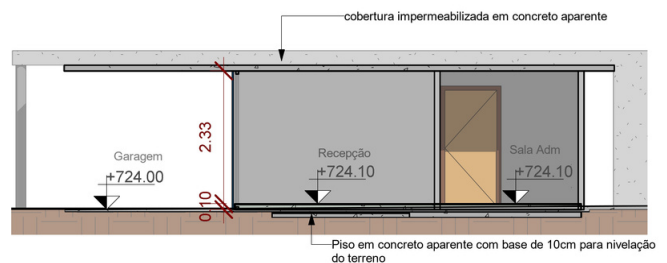 cobertura impermeabilizada em concreto aparente
2.33
Garagem
+724.00
Recepção
+724.10
Sala Adm
+724.10
0.10
Piso em concreto aparente com base de 10cm para nivelação
do terreno